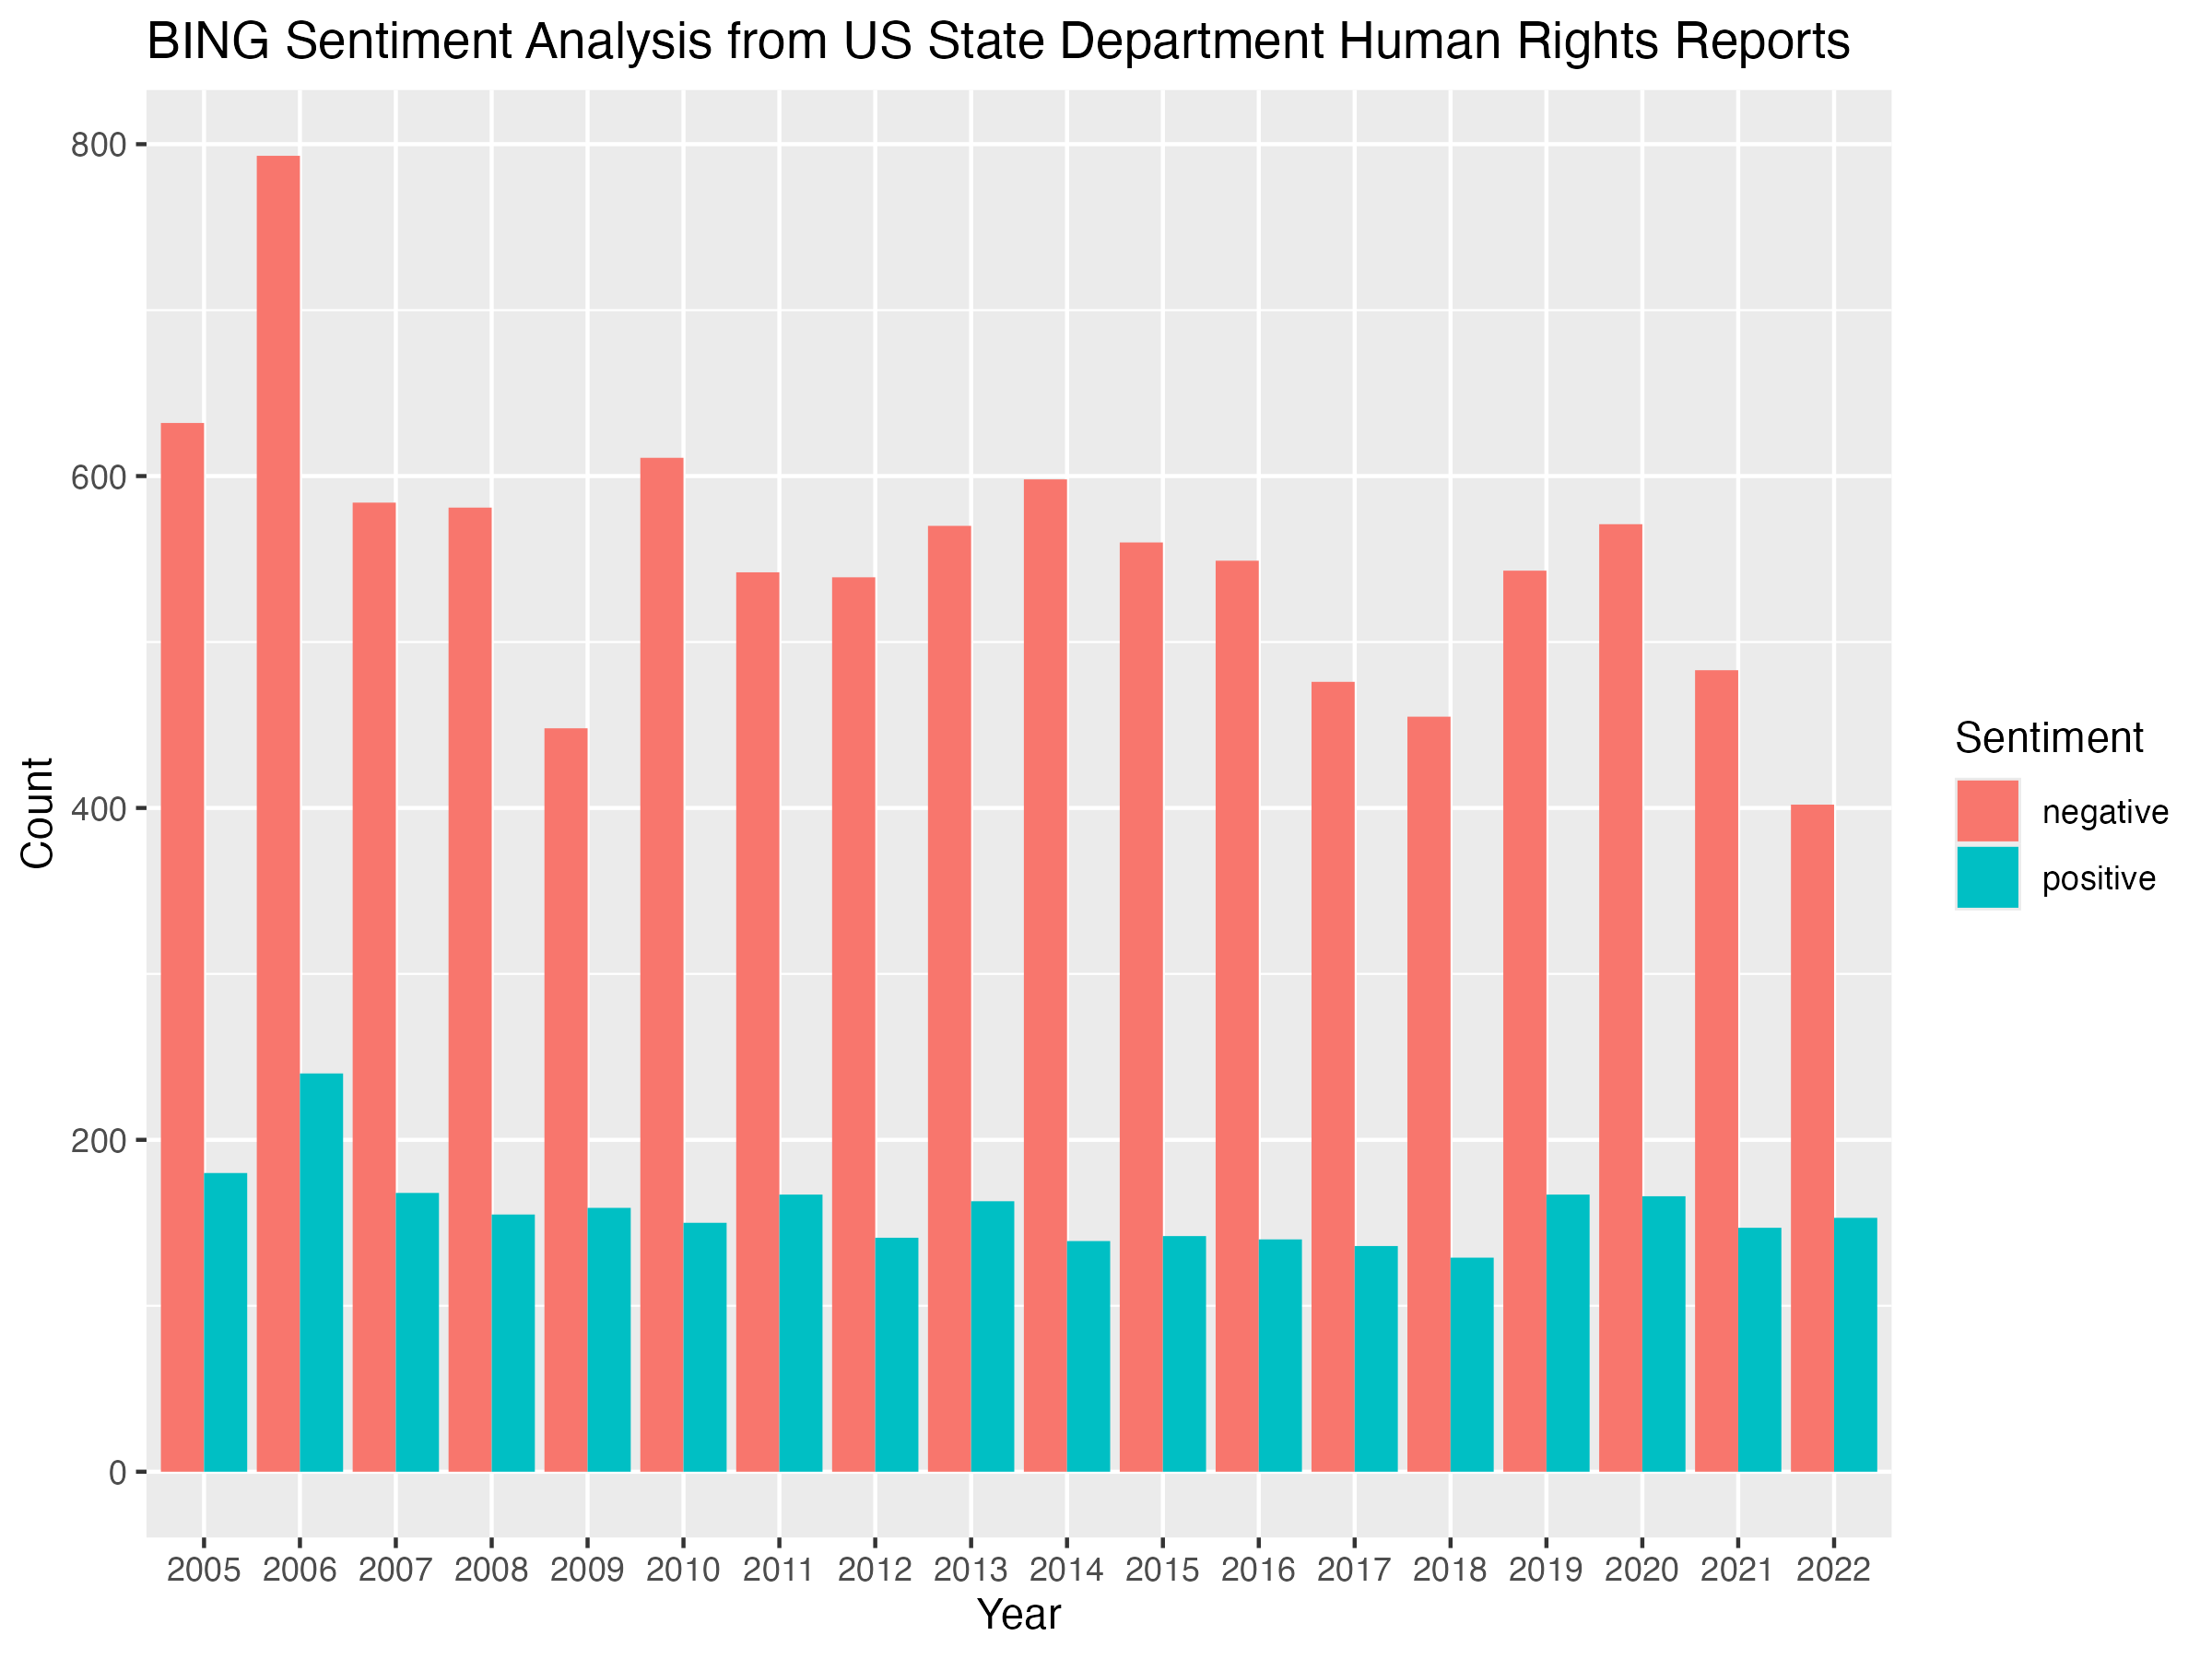 BING Sentiment Analysis from US State Department Human Rights Reports
800
600
400
200
0
Count
2005 2006 2007 2008 2009 2010 2011 2012 2013 2014 2015 2016 2017 2018 2019 2020 2021 2022
Year
Sentiment
negative
positive